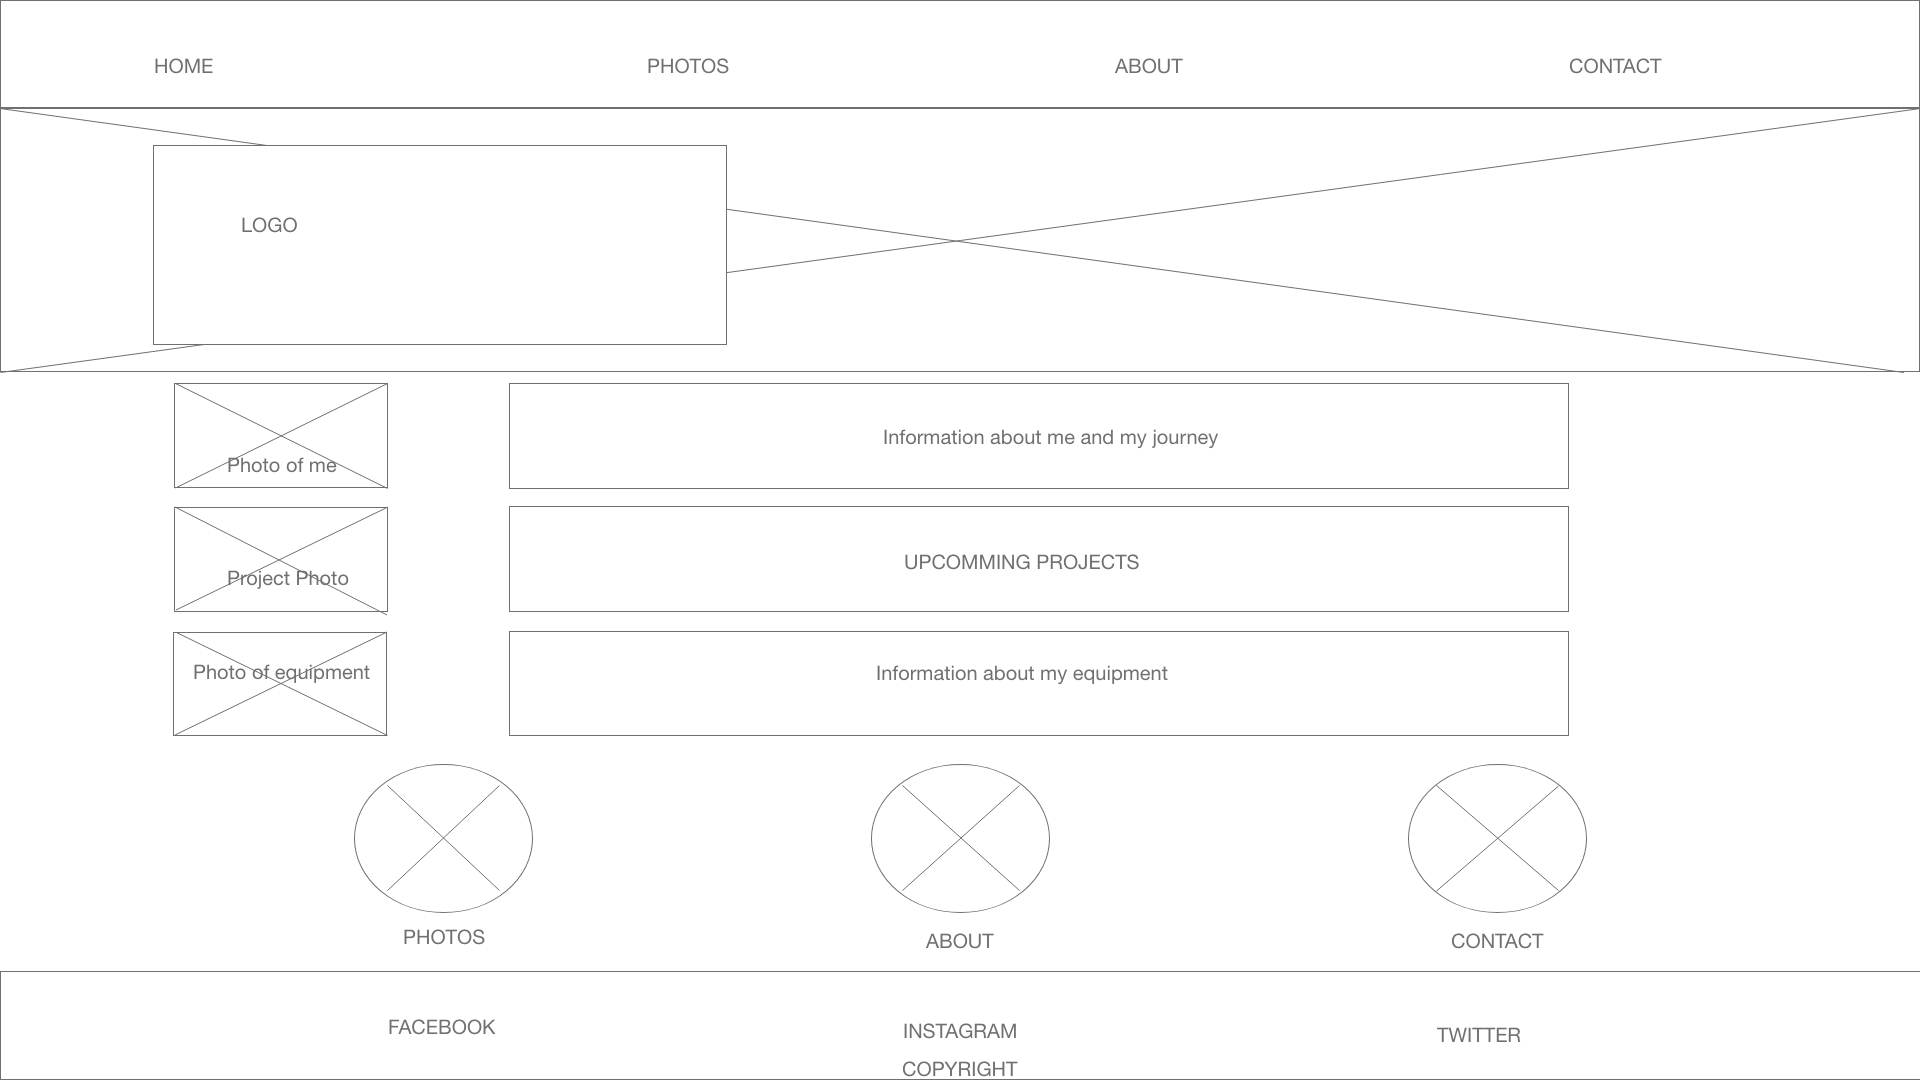 HOME
PHOTOS
ABOUT
CONTACT
LOGO
Photo of me
Information about me and my journey
Project Photo
UPCOMMING PROJECTS
Photo of equipment
Information about my equipment
PHOTOS
ABOUT
CONTACT
FACEBOOK
INSTAGRAM
TWITTER
COPYRIGHT